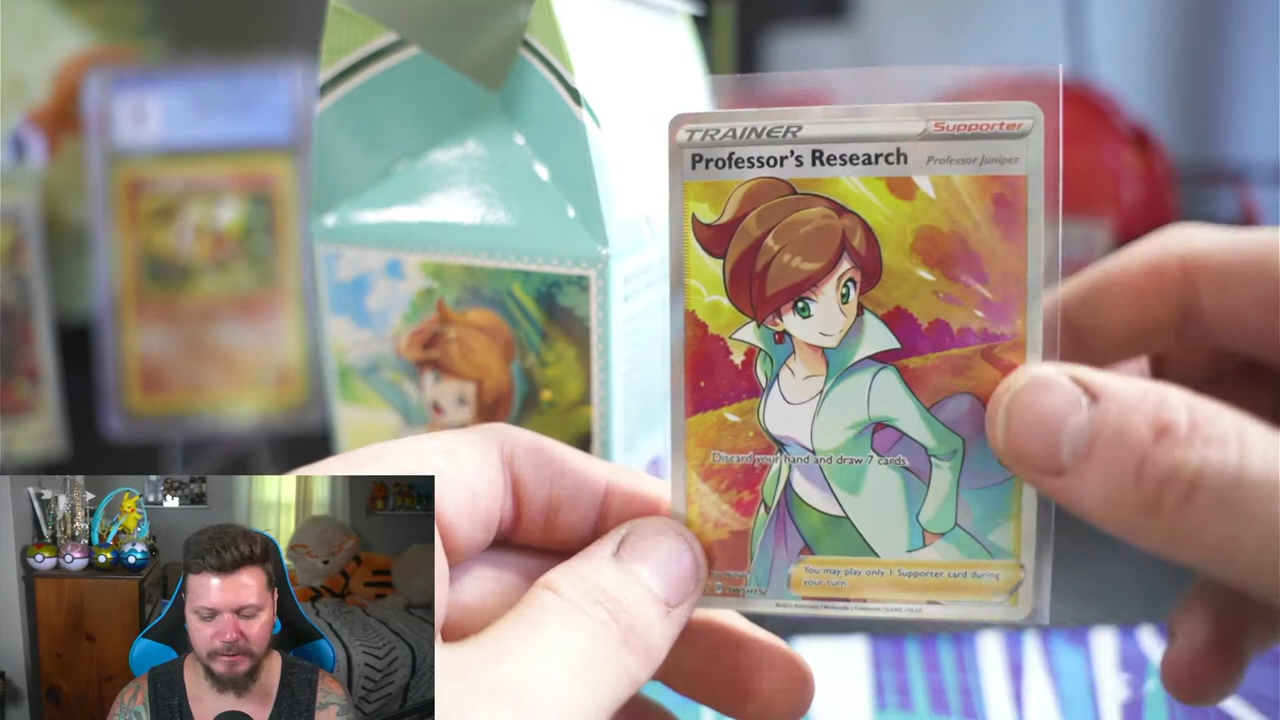 TRAINER Supporter
Professor's Research Professor Juniper
Discard your hand and draw 7 cards.
You may play only 1 Supporter card during
your turn.
SWSH152